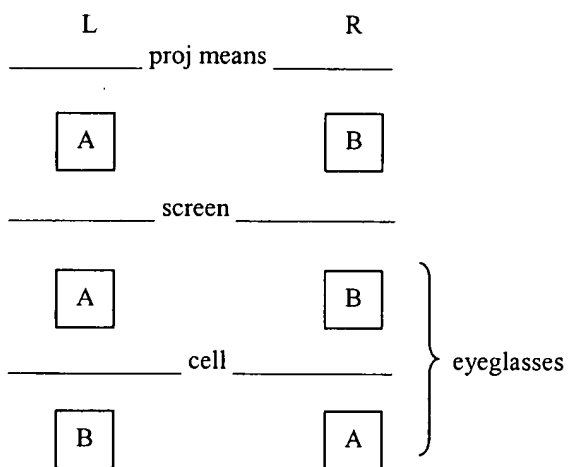 L R
proj means
A B
screen
A B
cell
eyeglasses
B A